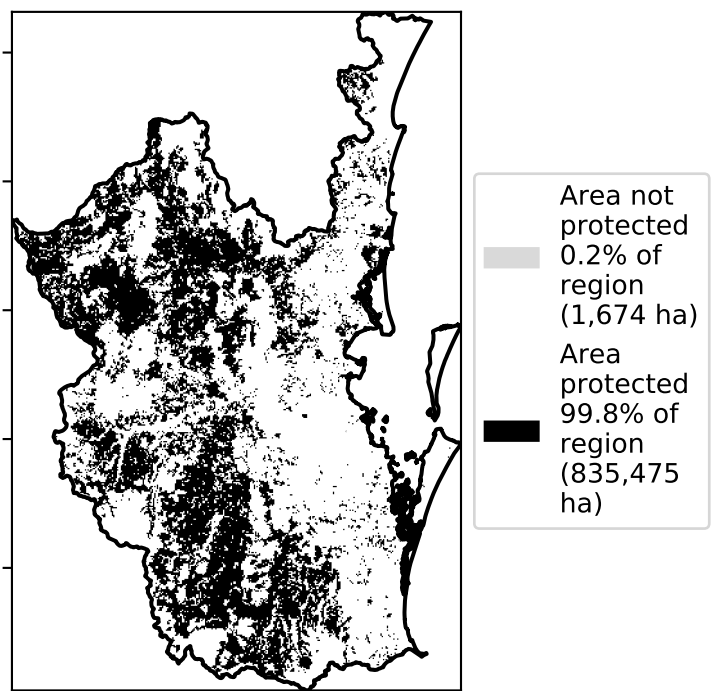 Area not
protected
0.2% of
region
(1,674 ha)
Area
protected
99.8% of
region
(835,475
ha)